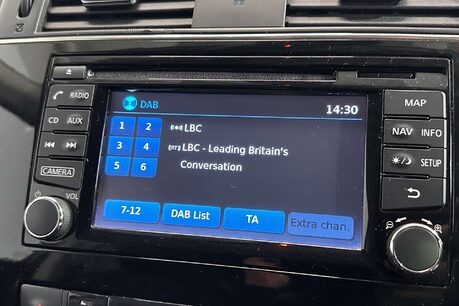 DAB
14:30
1 2
3 4
5 6
LBC
LBC - Leading Britain's
Conversation
7-12
DAB List
TA
Extra chan.
RADIO
CD AUX
CAMERA
VOL
MAP
NAV INFO
SETUP